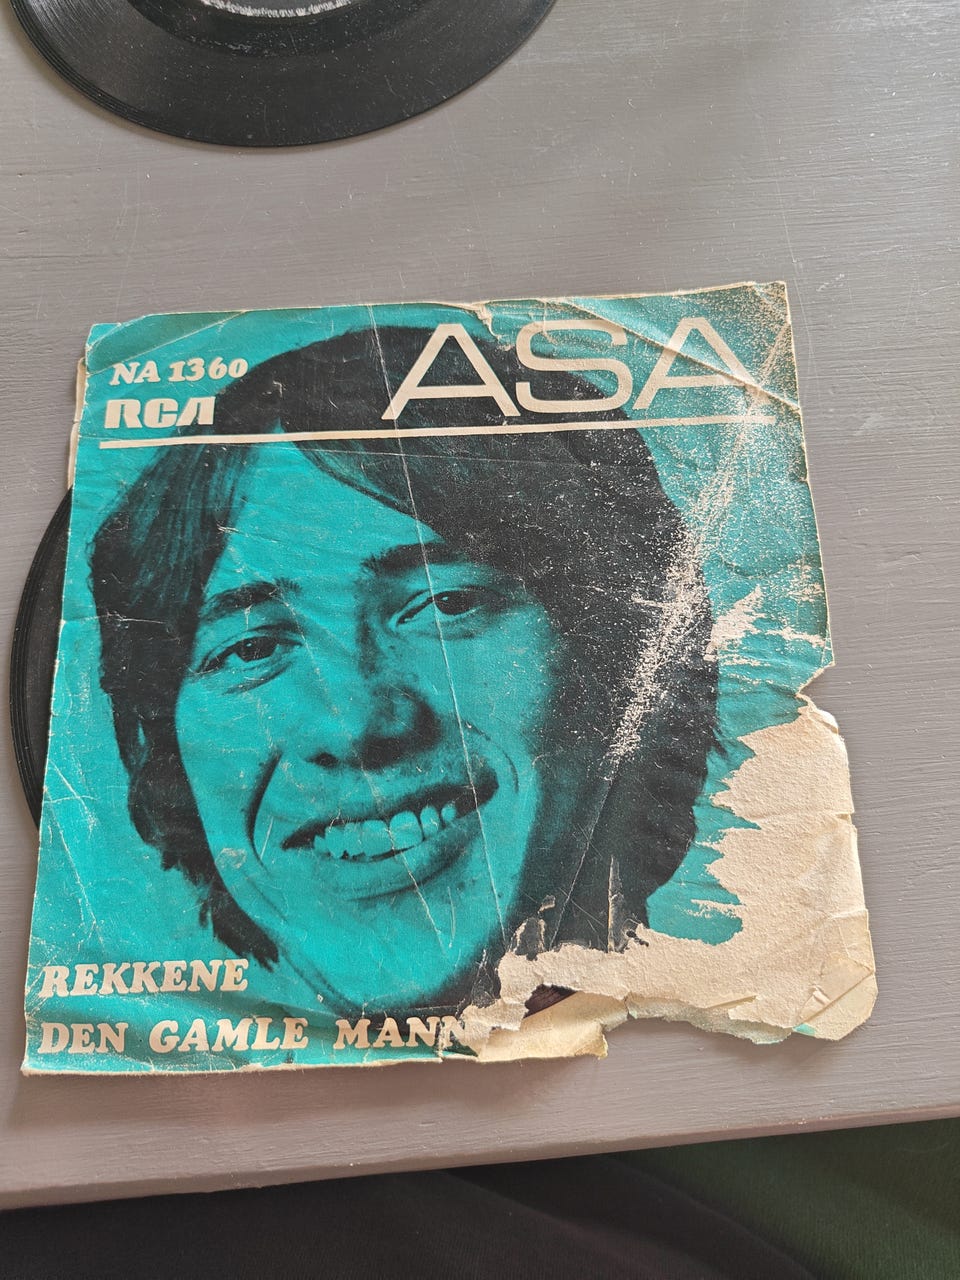 NA 1360
RCA
ASA
REKKENE
DEN GAMLE MANN